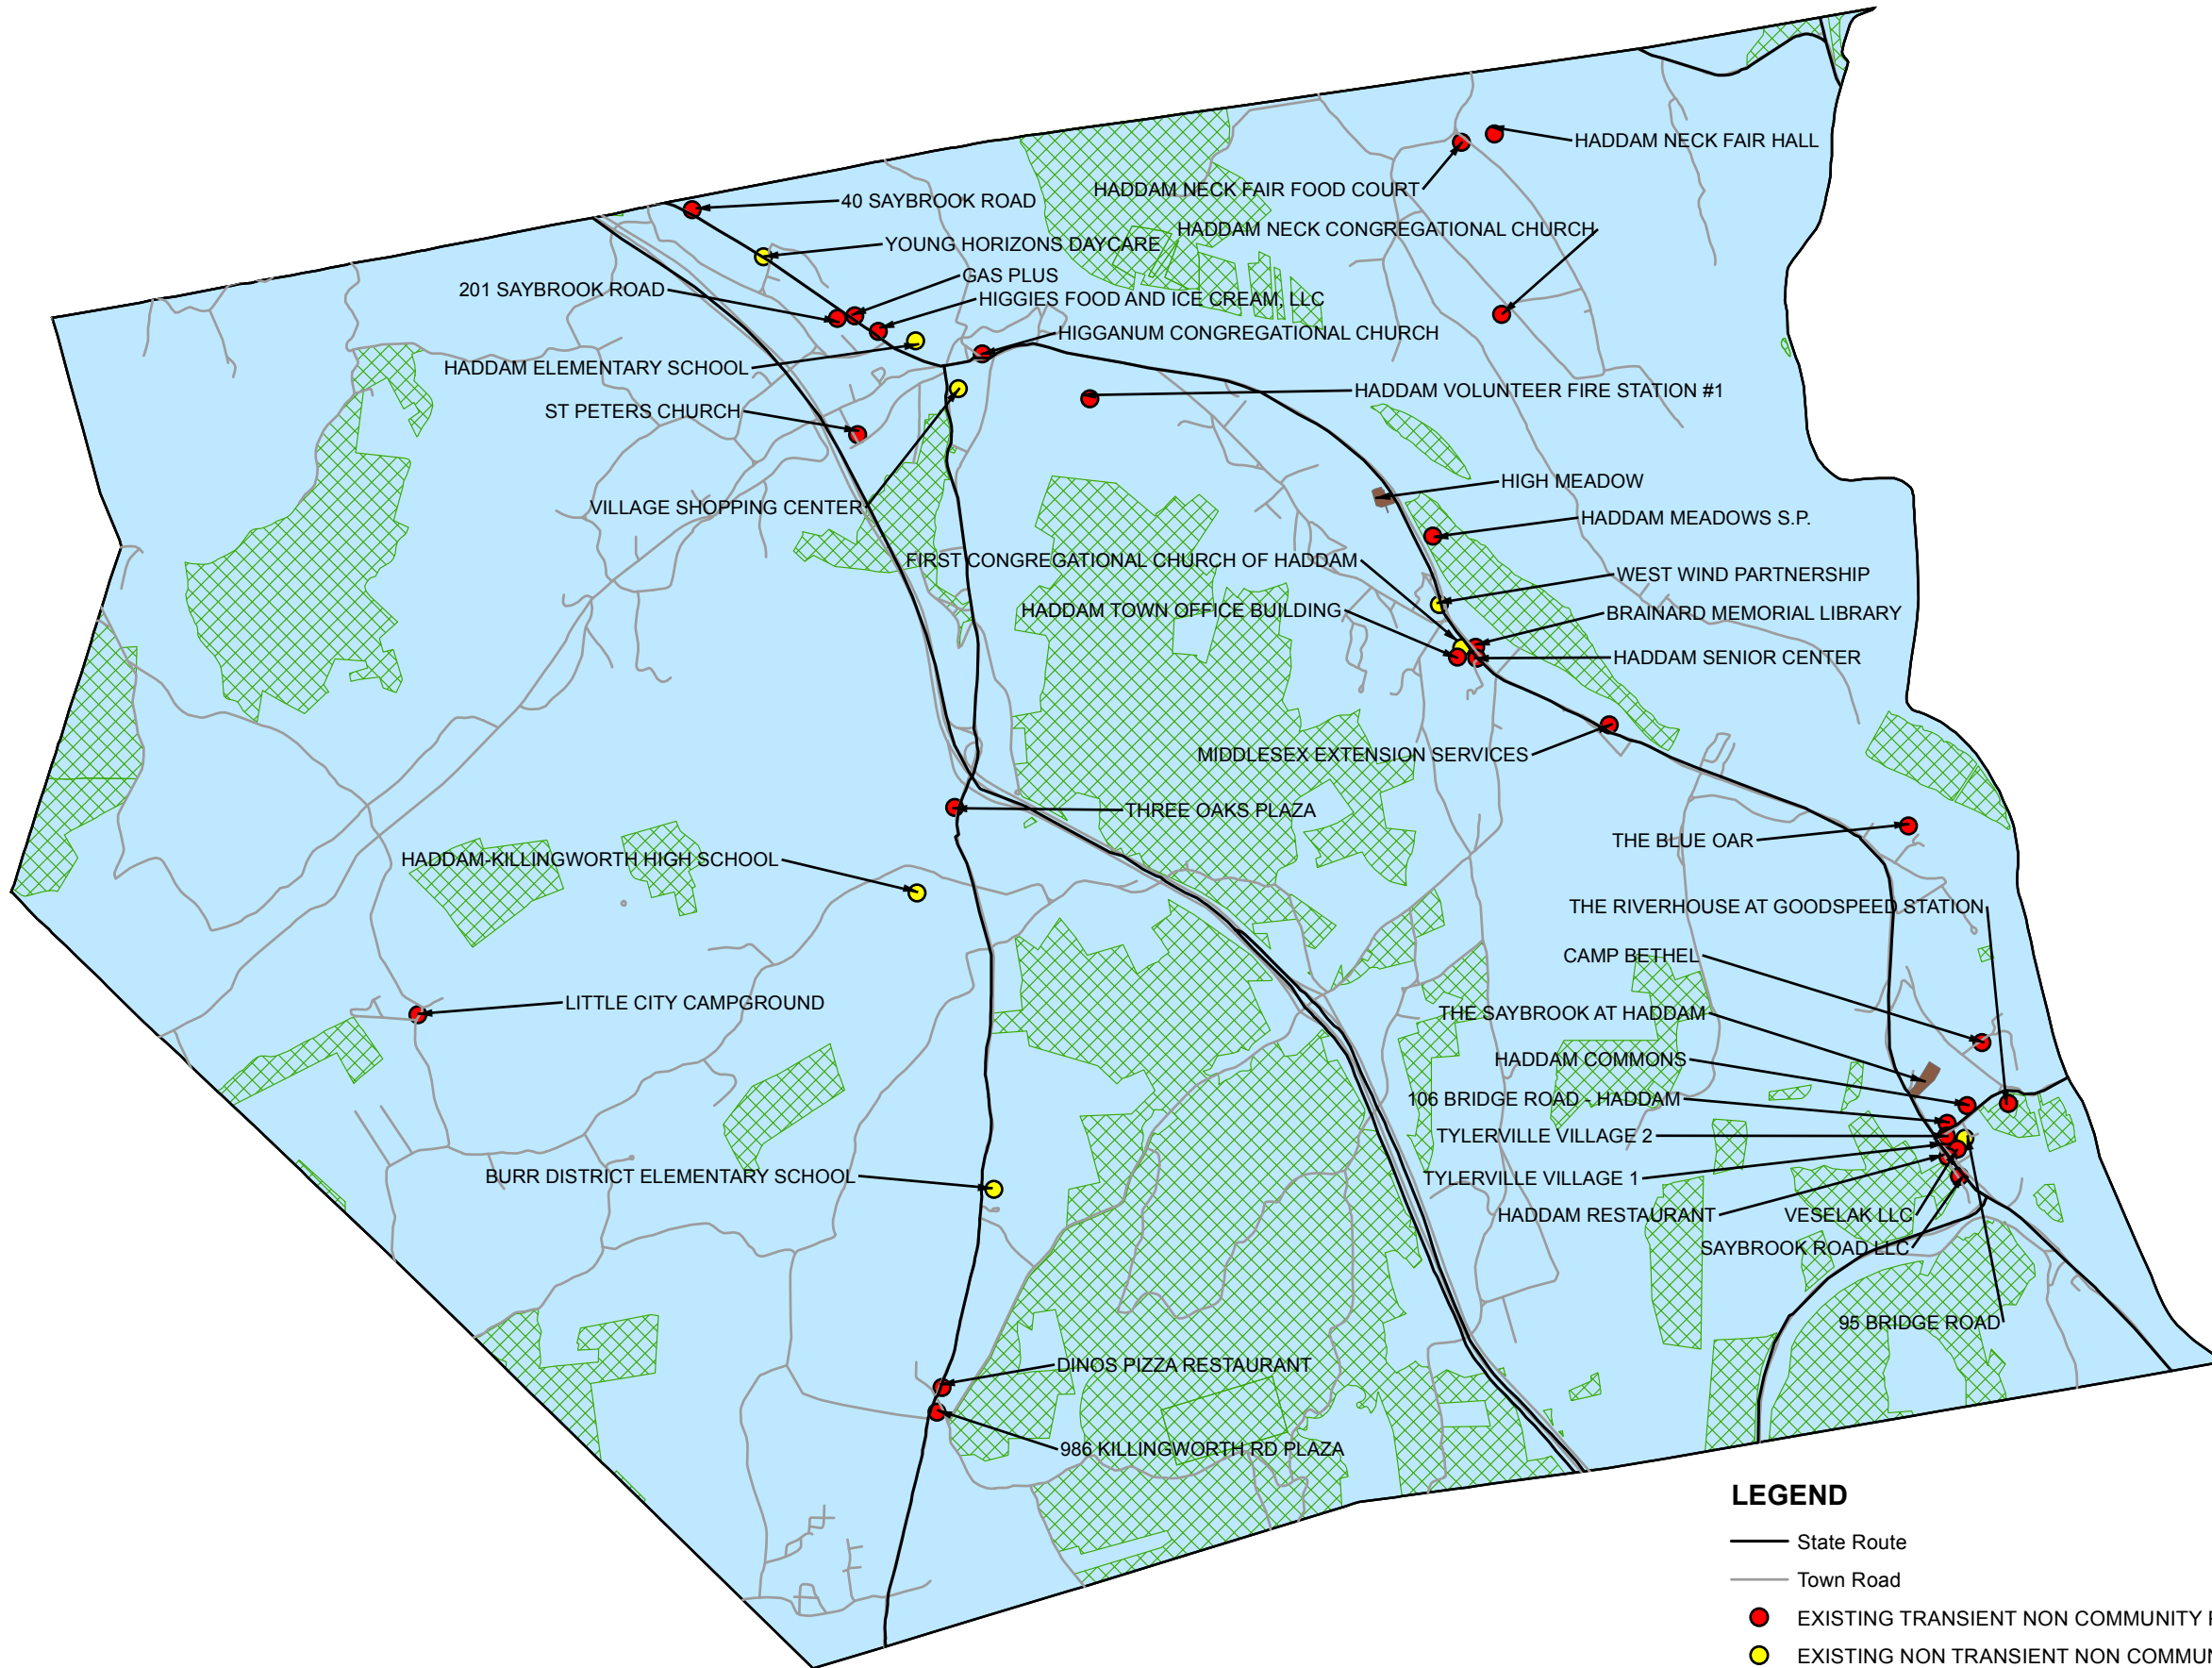 HADDAM NECK FAIR HALL
HADDAM NECK FAIR FOOD COURT
40 SAYBROOK ROAD
HADDAM NECK CONGREGATIONAL CHURCH
YOUNG HORIZONS DAYCARE
GAS PLUS
201 SAYBROOK ROAD
HIGGIES FOOD AND ICE CREAM, LLC
HIGGANUM CONGREGATIONAL CHURCH
HADDAM ELEMENTARY SCHOOL
HADDAM VOLUNTEER FIRE STATION #1
ST PETERS CHURCH
HIGH MEADOW
VILLAGE SHOPPING CENTER
HADDAM MEADOWS S.P.
FIRST CONGREGATIONAL CHURCH OF HADDAM
WEST WIND PARTNERSHIP
HADDAM TOWN OFFICE BUILDING
BRAINARD MEMORIAL LIBRARY
HADDAM SENIOR CENTER
MIDDLESEX EXTENSION SERVICES
THREE OAKS PLAZA
THE BLUE OAR
HADDAM-KILLINGWORTH HIGH SCHOOL
THE RIVERHOUSE AT GOODSPEED STATION
CAMP BETHEL
LITTLE CITY CAMPGROUND
THE SAYBROOK AT HADDAM
HADDAM COMMONS
106 BRIDGE ROAD - HADDAM
TYLERVILLE VILLAGE 2
BURR DISTRICT ELEMENTARY SCHOOL
TYLERVILLE VILLAGE 1
HADDAM RESTAURANT
VESELAK LLC
SAYBROOK ROAD LLC
95 BRIDGE ROAD
DINOS PIZZA RESTAURANT
986 KILLINGWORTH RD PLAZA
LEGEND
State Route
Town Road
EXISTING TRANSIENT NON COMMUNITY
EXISTING NON TRANSIENT NON